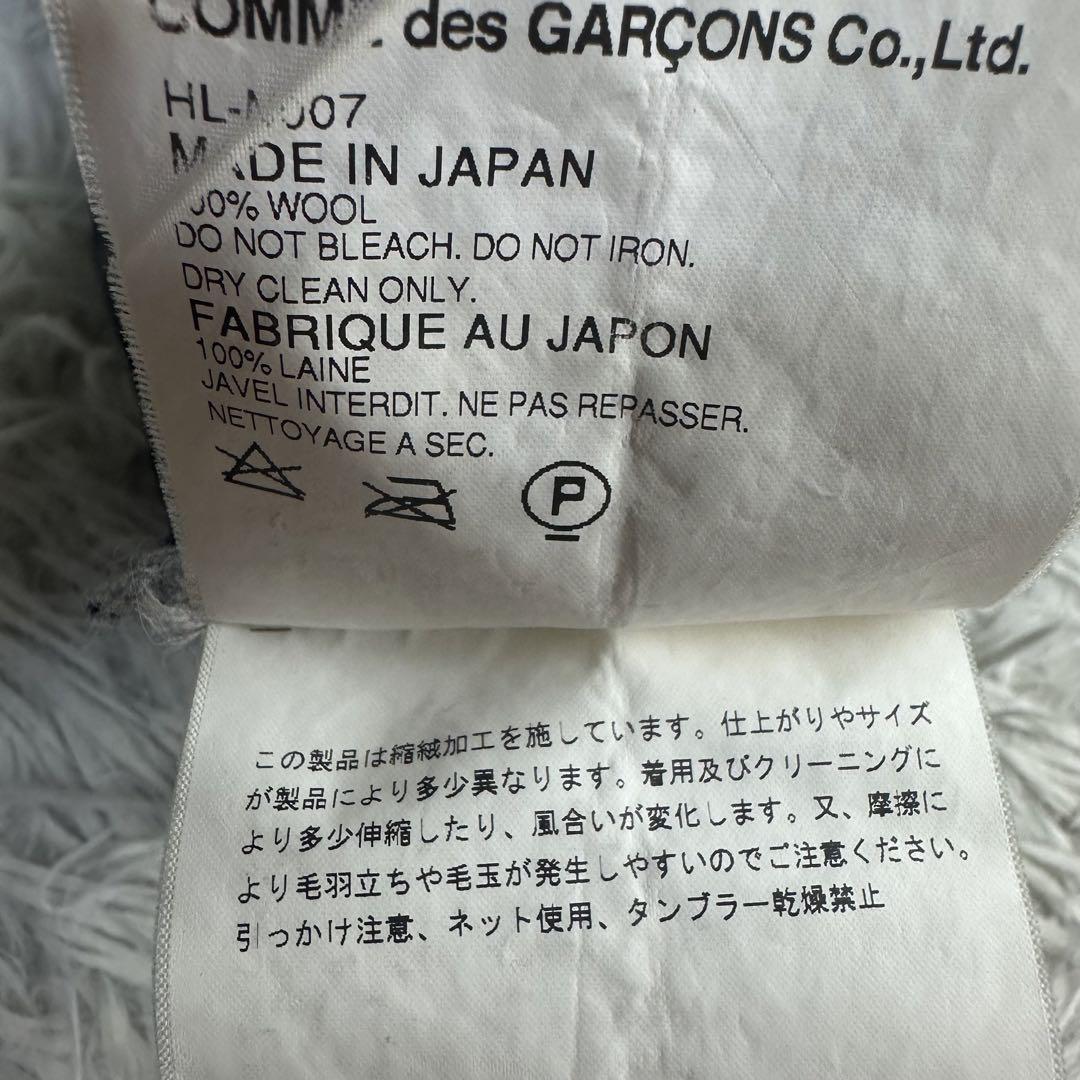 des GARÇONS Co.,Ltd.
MADE IN JAPAN
WOOL
DO NOT BLEACH. DO NOT IRON.
DRY CLEAN ONLY.
FABRIQUE AU JAPON
100% LAINE
JAVEL INTERDIT. NE PAS REPASSER.
NETTOYAGE A SEC.
P
この製品は縮絨加工を施しています。仕上がりやサイズ
が製品により多少異なります。着用及びクリーニングに
より多少伸縮したり、風合いが変化します。又、摩擦に
より毛羽立ちや毛玉が発生しやすいのでご注意ください。
引っかけ注意、ネット使用、タンブラー乾燥禁止